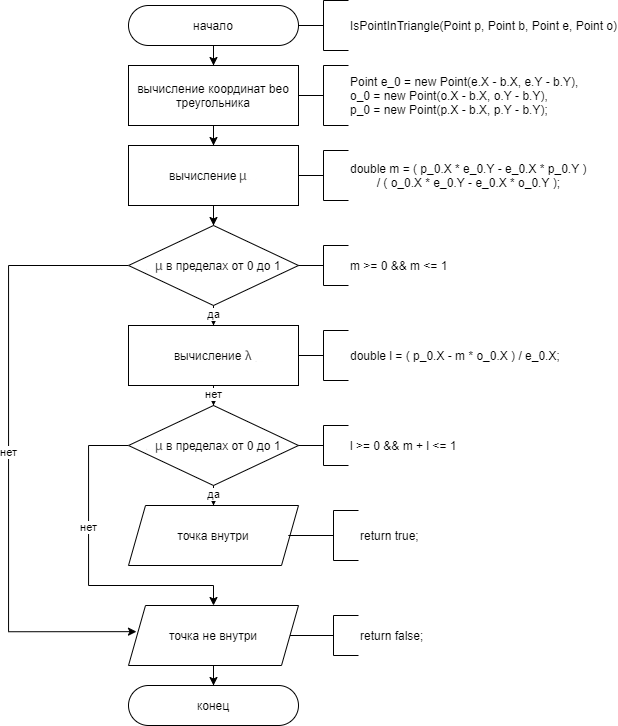 начало
IsPointInTriangle(Point p, Point b, Point e, Point o)
вычисление координат beo
треугольника
Point e_0 = new Point(e.X - b.X, e.Y - b.Y),
o_0 = new Point(o.X - b.X, o.Y - b.Y),
p_0 = new Point(p.X - b.X, p.Y - b.Y);
вычисление μ
double m = ( p_0.X * e_0.Y - e_0.X * p_0.Y )
/ ( o_0.X * e_0.Y - e_0.X * o_0.Y );
μ в пределах от 0 до 1
m >= 0 && m <= 1
да
вычисление λ
double l = ( p_0.X - m * o_0.X ) / e_0.X;
нет
μ в пределах от 0 до 1
l >= 0 && m + l <= 1
нет
да
нет
точка внутри
return true;
точка не внутри
return false;
конец